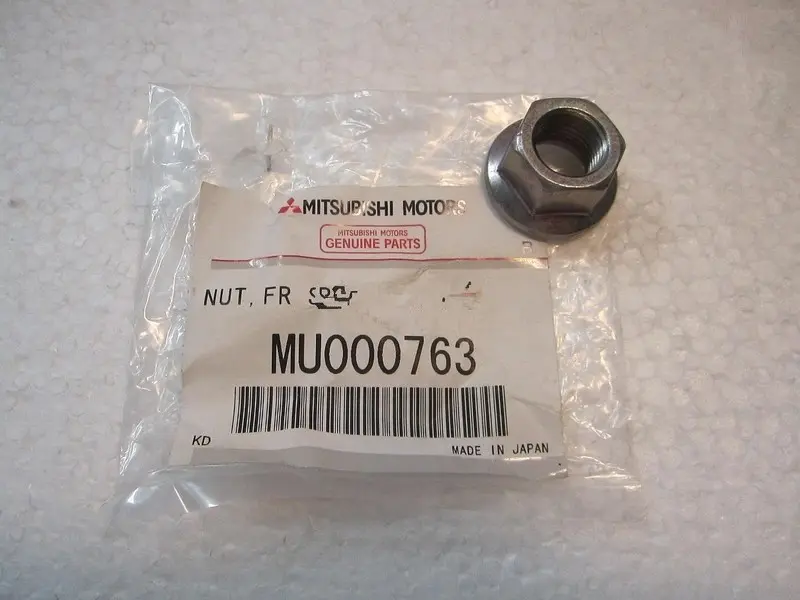 MITSUBISHI MOTORS
MITSUBISHI MOTORS
GENUINE PARTS
NUT, FR
MU000763
KD
MADE IN JAPAN